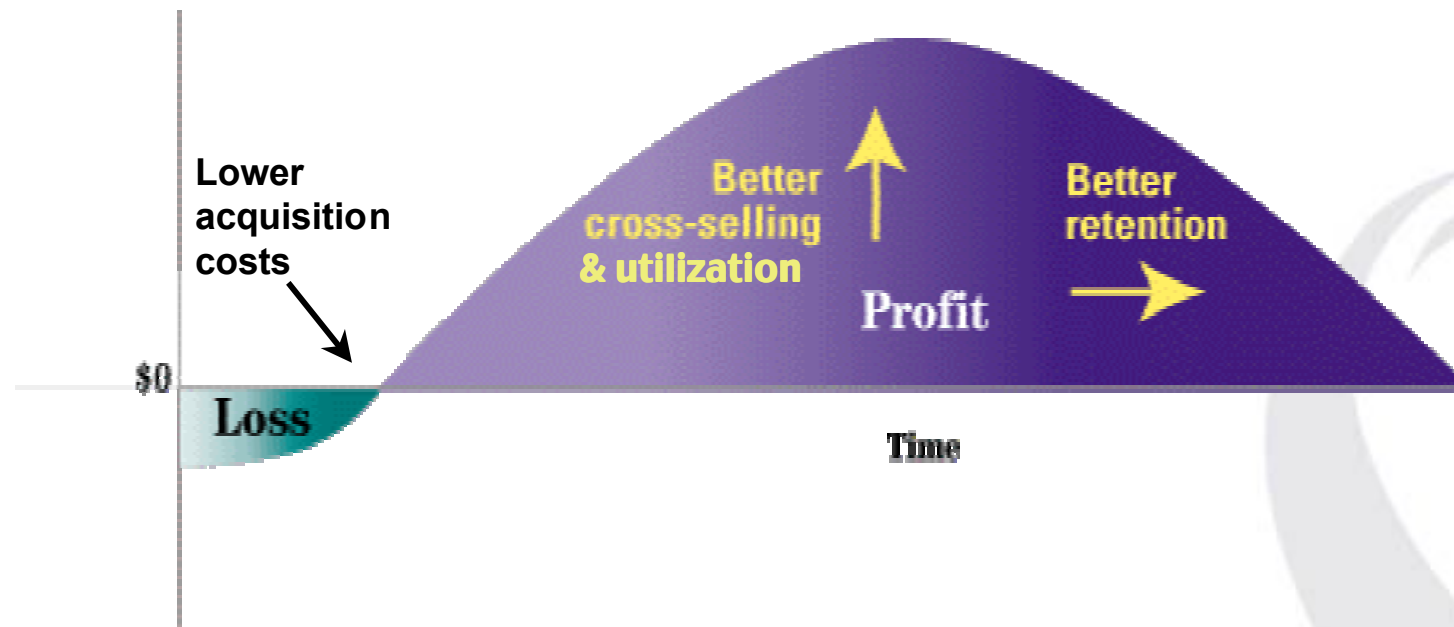 Lower
acquisition
costs
Better
cross-selling
& utilization
Better
retention
Profit
$0
Loss
Time